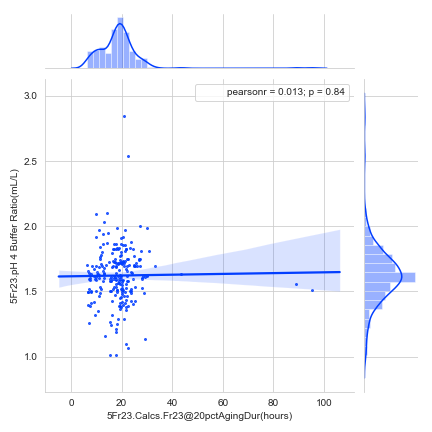 pearsonr = 0.013; p = 0.84
3.0
2.5
2.0
1.5
1.0
5Fr23.pH 4 Buffer Ratio(mL/L)
0 20 40 60 80 100
5Fr23.Calcs.Fr23@20pctAgingDur(hours)